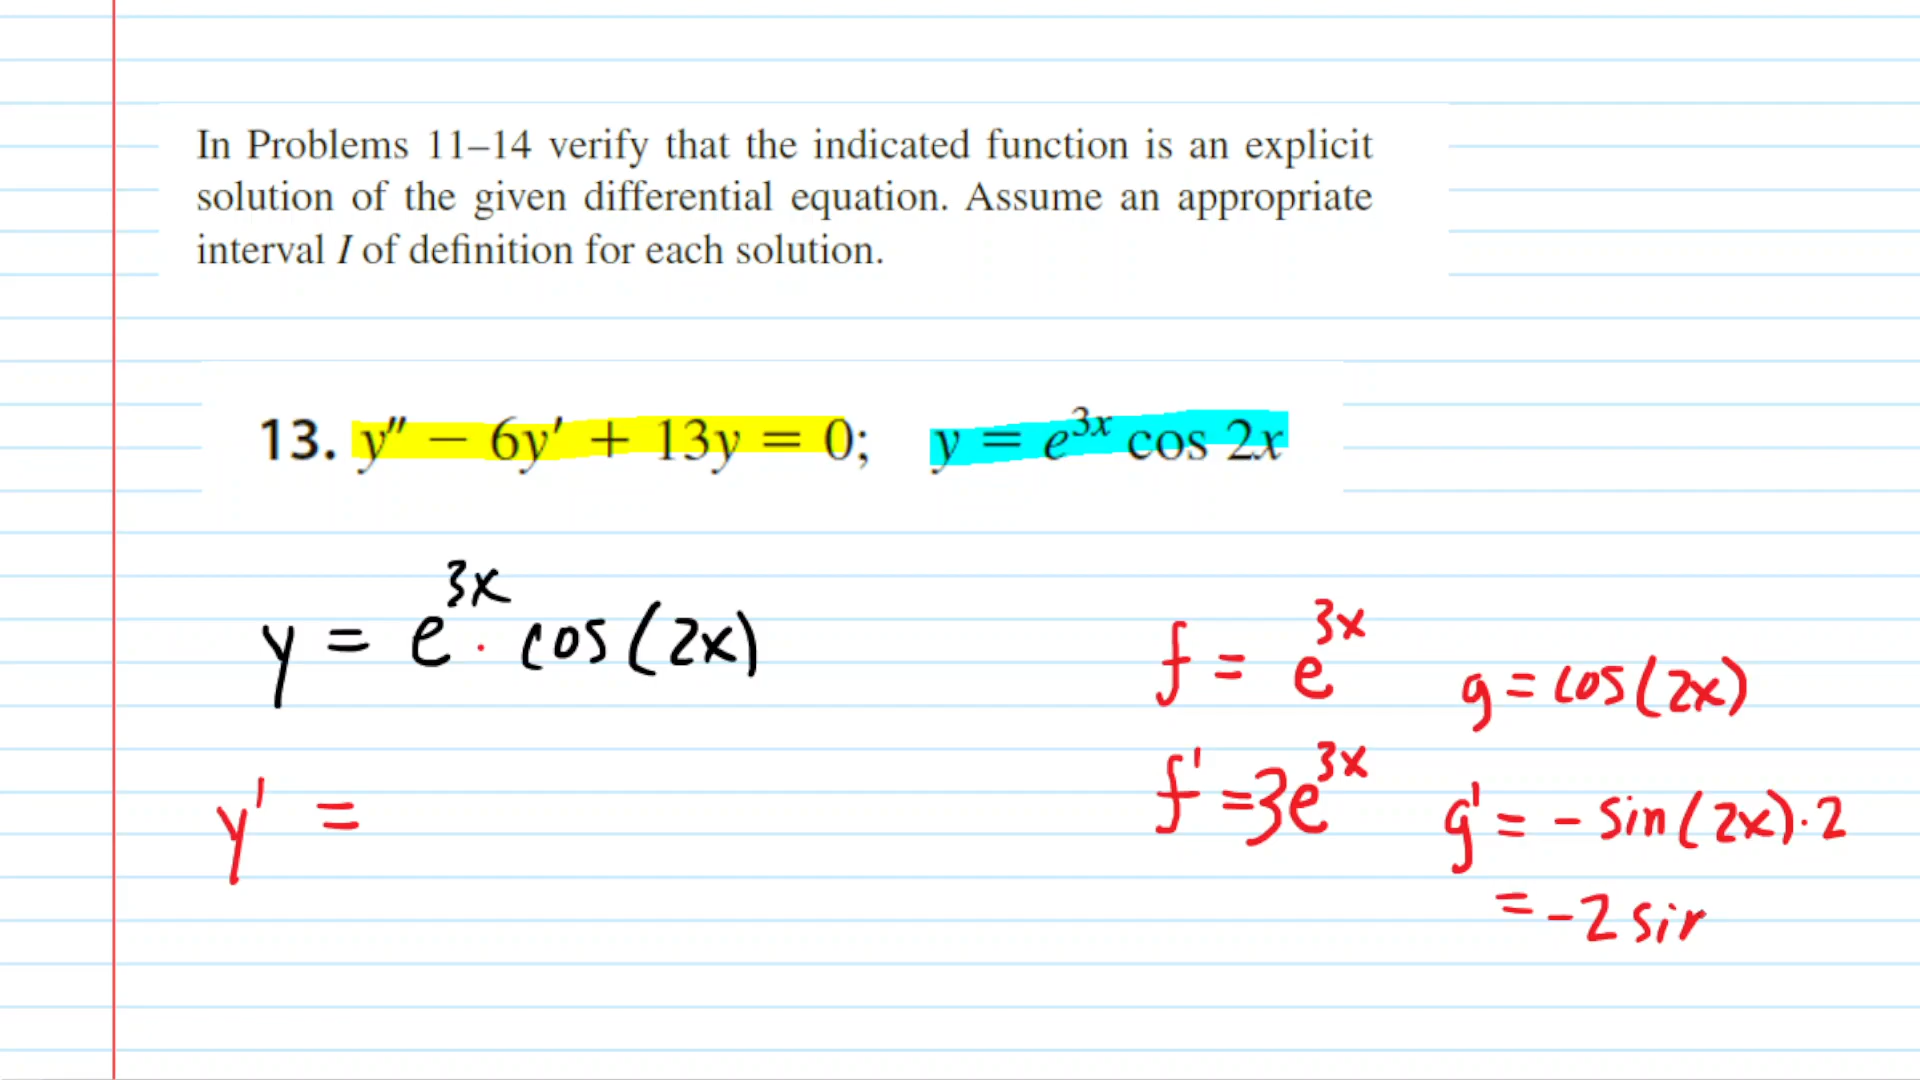 In Problems 11–14 verify that the indicated function is an explicit
solution of the given differential equation. Assume an appropriate
interval I of definition for each solution.
13. y″ − 6y′ + 13y = 0; y = e^{3x} cos 2x
y = e^{3x} · cos(2x)
f = e^{3x} g = cos(2x)
y' =
f' = 3e^{3x} g' = - sin(2x)·2
= -2 sin